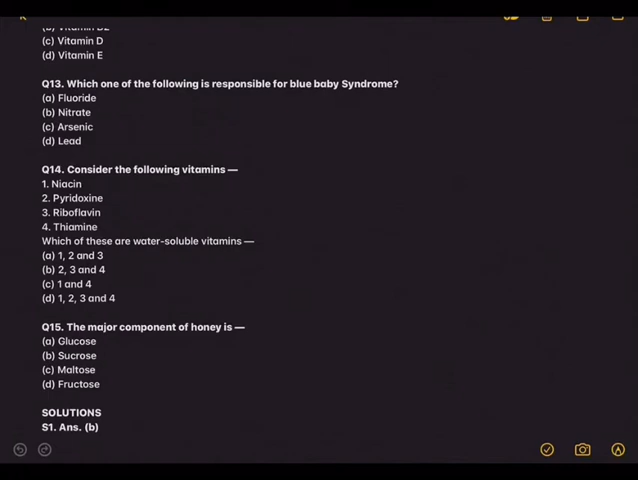 (c) Vitamin D
(d) Vitamin E
Q13. Which one of the following is responsible for blue baby Syndrome?
(a) Fluoride
(b) Nitrate
(c) Arsenic
(d) Lead
Q14. Consider the following vitamins —
1. Niacin
2. Pyridoxine
3. Riboflavin
4. Thiamine
Which of these are water-soluble vitamins —
(a) 1, 2 and 3
(b) 2, 3 and 4
(c) 1 and 4
(d) 1, 2, 3 and 4
Q15. The major component of honey is —
(a) Glucose
(b) Sucrose
(c) Maltose
(d) Fructose
SOLUTIONS
S1. Ans. (b)